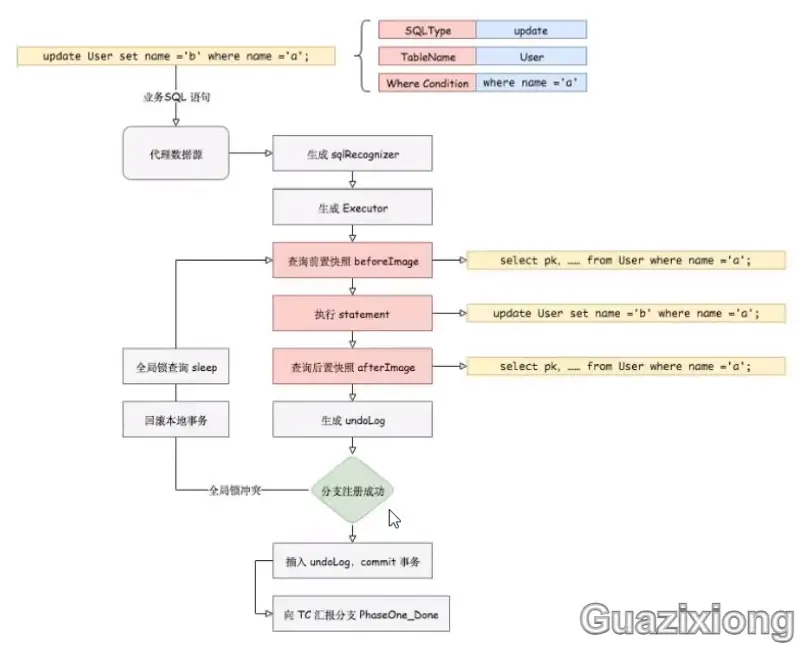 update User set name ='b' where name ='a';
SQLType
update
TableName
User
Where Condition
where name ='a'
业务SQL 语句
代理数据源
生成 sqlRecognizer
生成 Executor
查询前置快照 beforeImage
select pk, …… from User where name ='a';
执行 statement
update User set name ='b' where name ='a';
全局锁查询 sleep
查询后置快照 afterImage
select pk, …… from User where name ='a';
回滚本地事务
生成 undoLog
全局锁冲突
分支注册成功
插入 undoLog, commit 事务
向 TC 汇报分支 PhaseOne_Done
Guazixiong